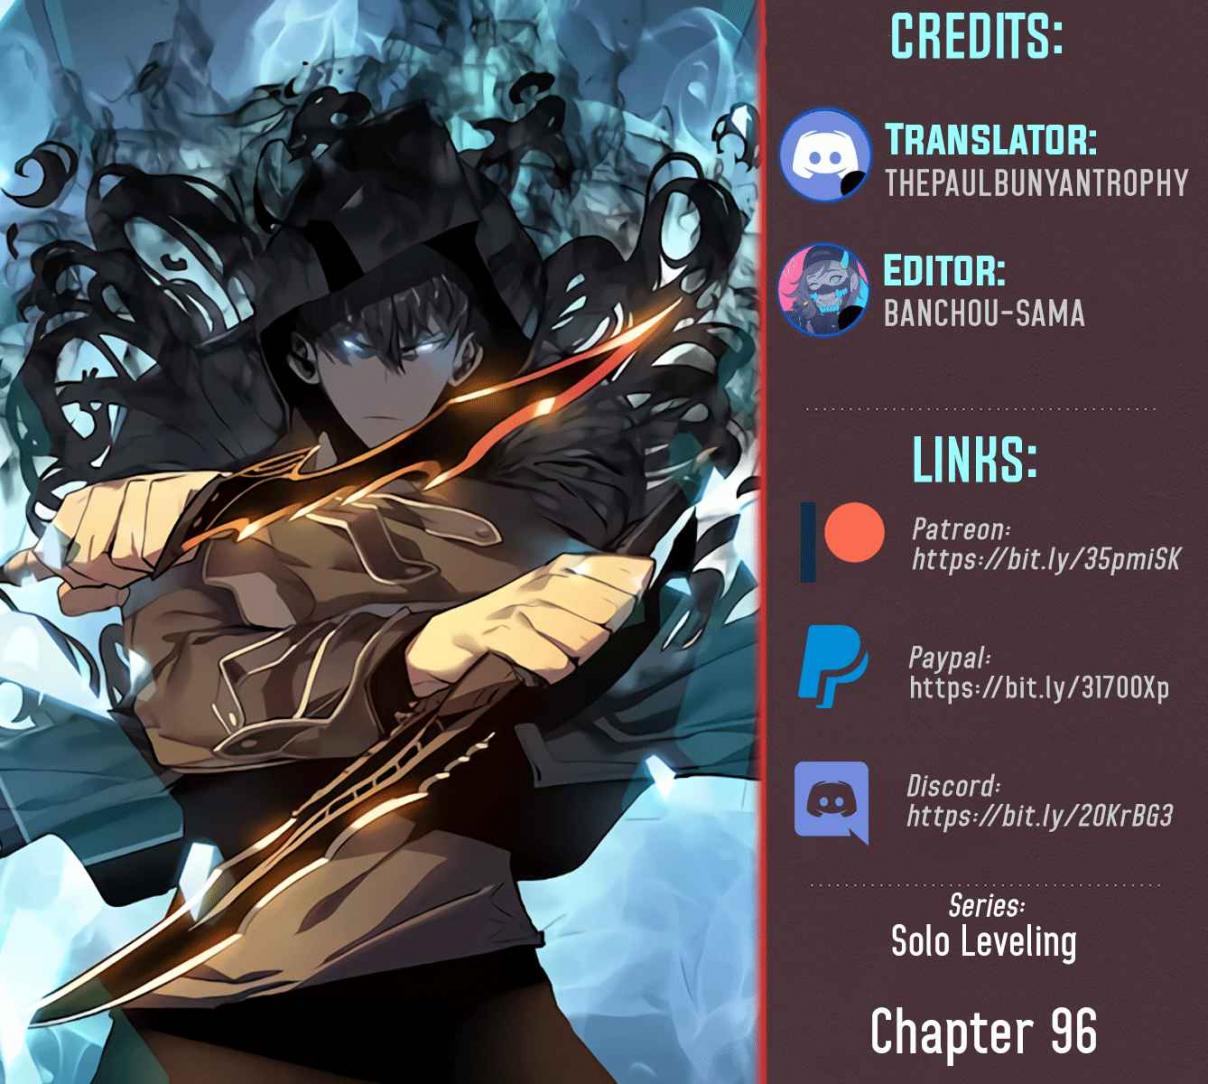 CREDITS:
TRANSLATOR:
THEPAULBUNYANTROPHY
EDITOR:
BANCHOU-SAMA
LINKS:
Patreon:
https://bit.ly/35pmiSK
Paypal:
https://bit.ly/31700Xp
Discord:
https://bit.ly/20KrBG3
Series:
Solo Leveling
Chapter 96